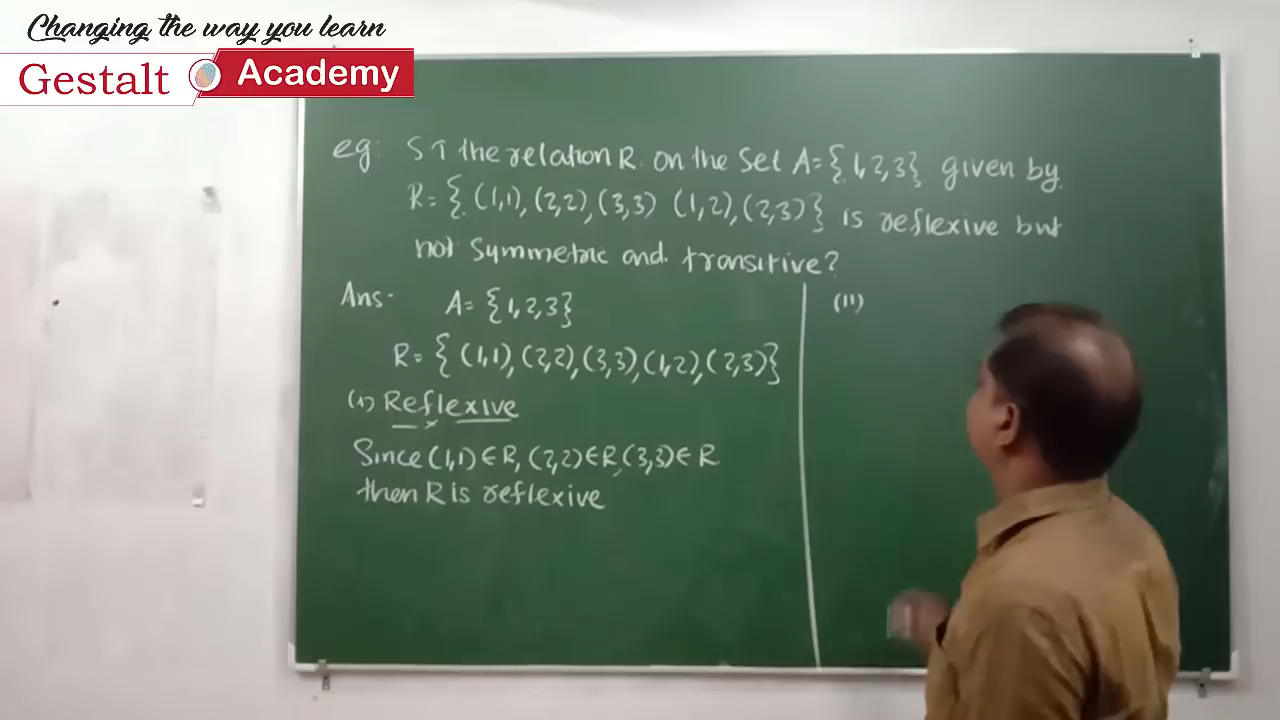 Changing the way you learn
Gestalt Academy
eg: ST the relation R on the set A = {1,2,3} given by
R = { (1,1), (2,2), (3,3) (1,2), (2,3)} is reflexive but
not symmetric and transitive?
Ans: A = {1,2,3}
R = { (1,1), (2,2), (3,3), (1,2), (2,3)}
(i) Reflexive
Since (1,1) ∈ R, (2,2) ∈ R, (3,3) ∈ R
then R is reflexive
(ii)